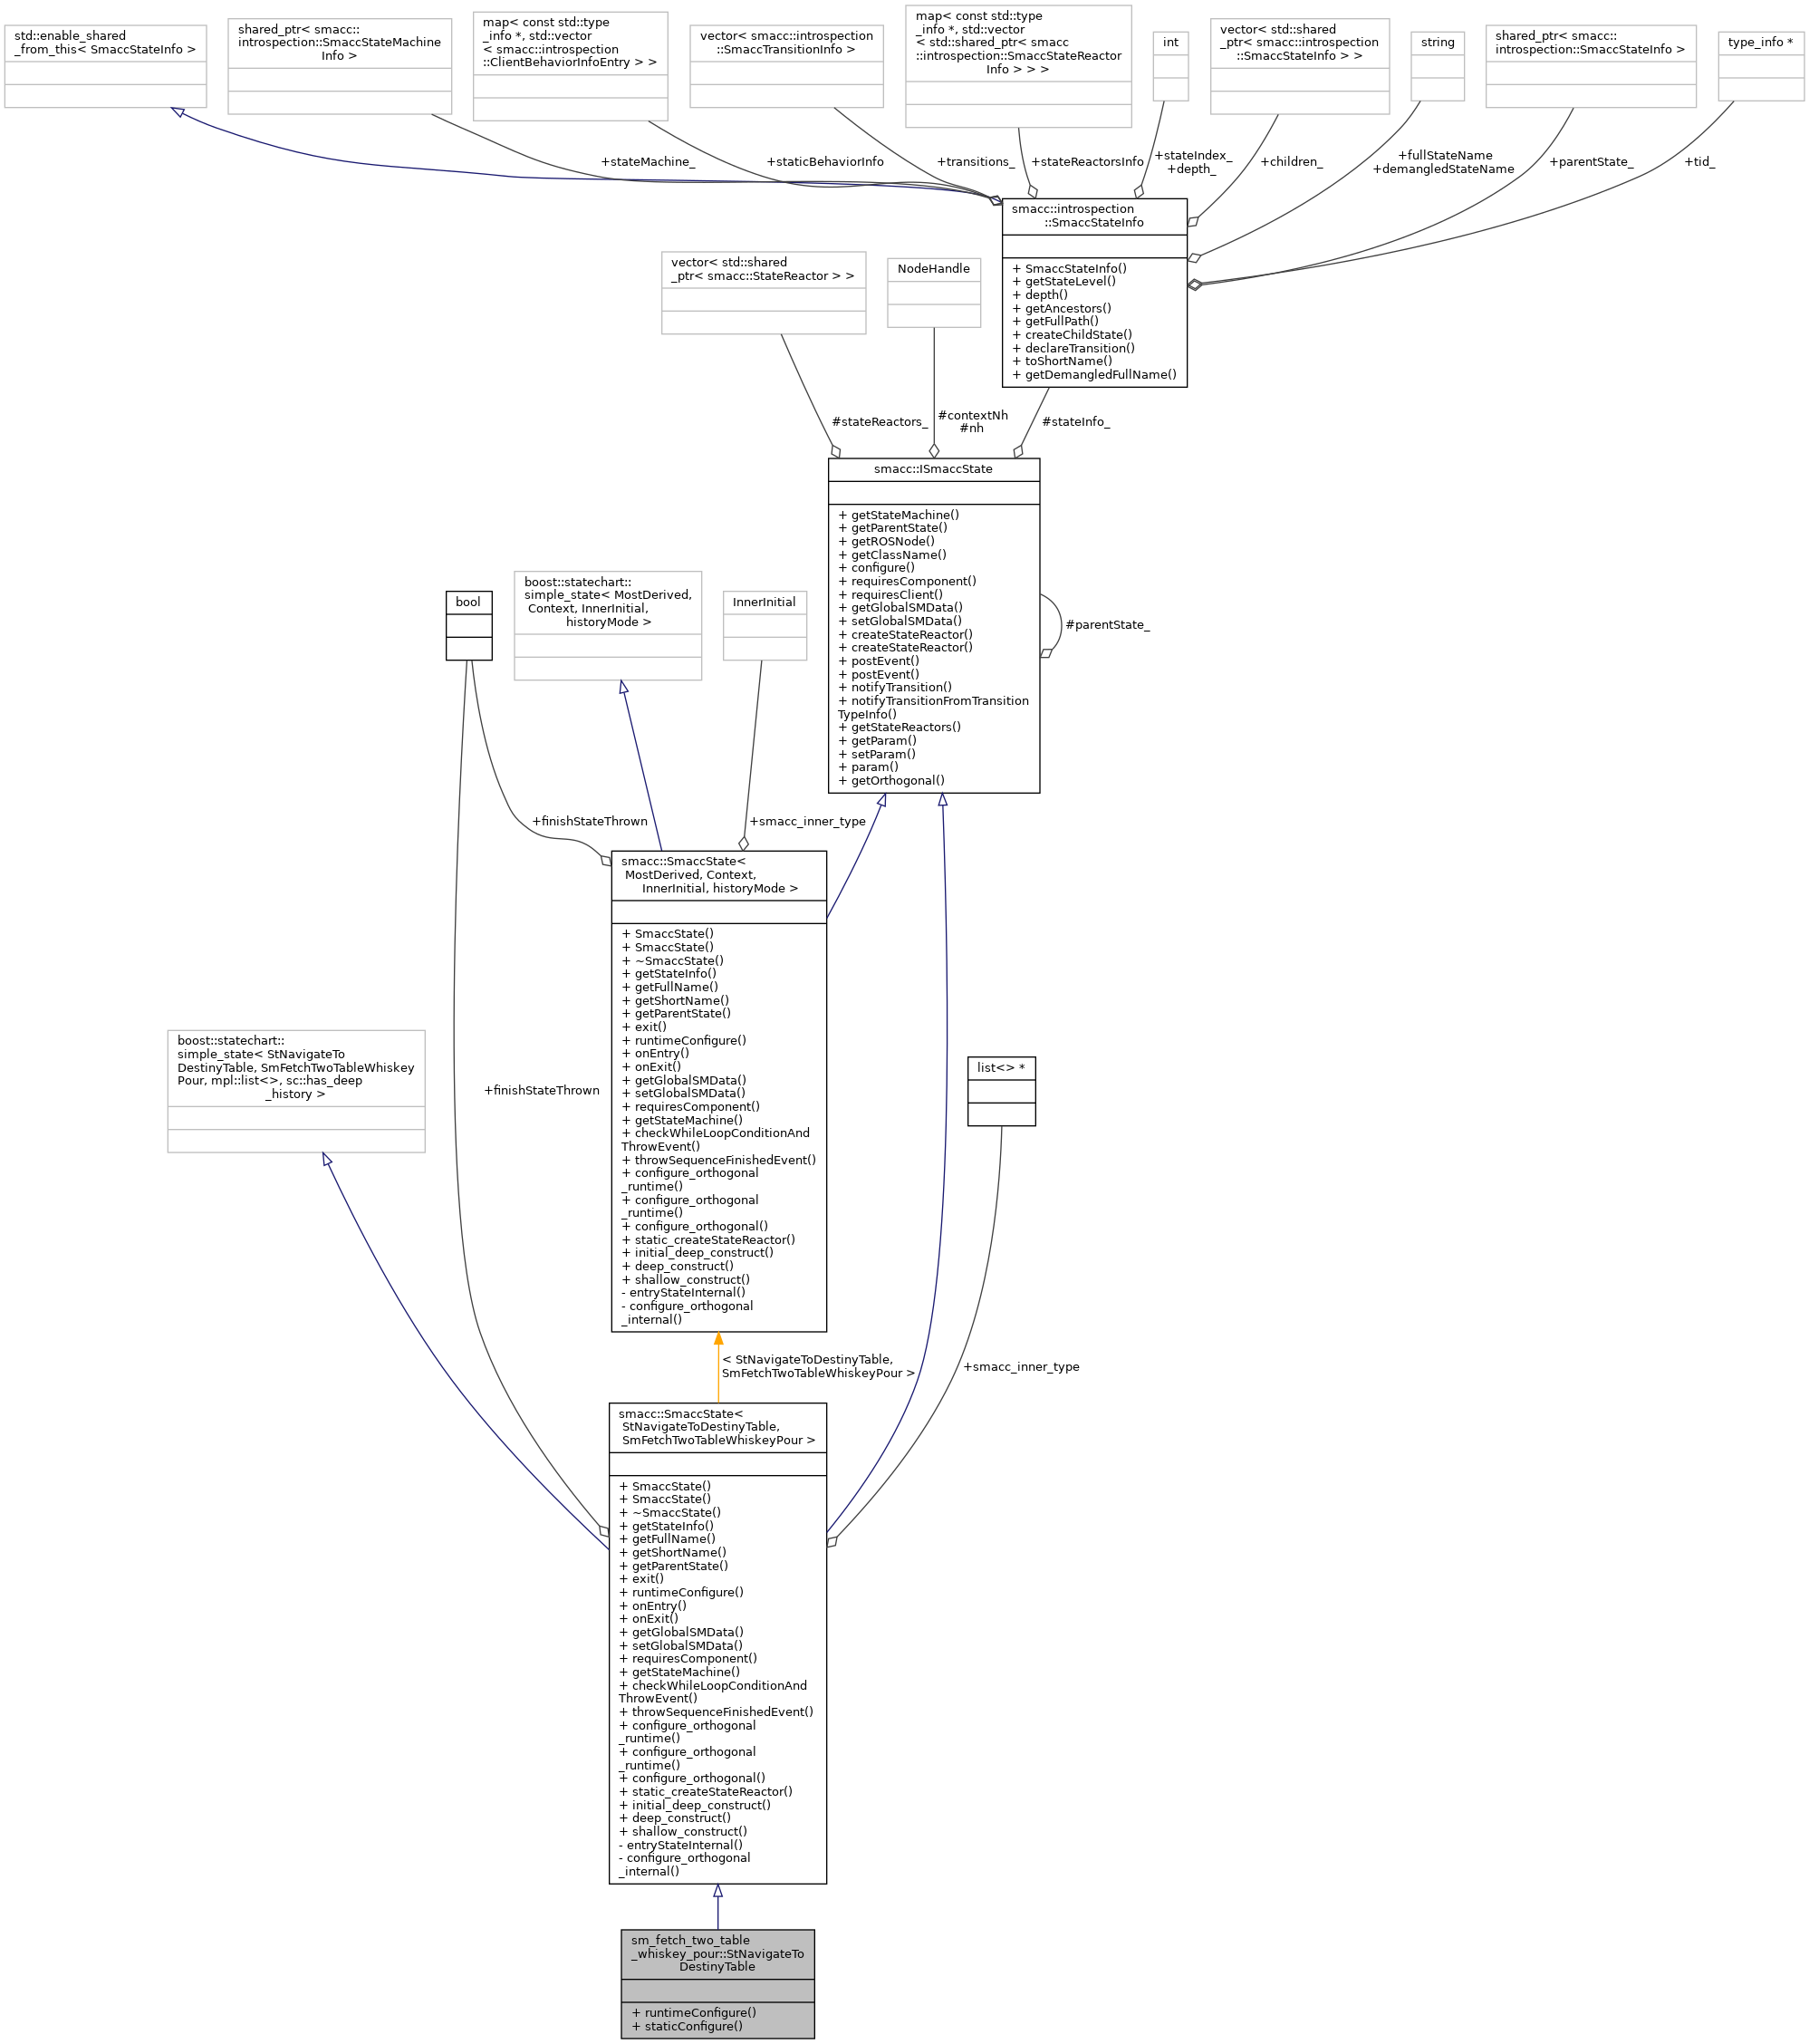 std::enable_shared
_from_this< SmaccStateInfo >
shared_ptr< smacc::
introspection::SmaccStateMachine
Info >
map< const std::type
_info *, std::vector
< smacc::introspection
::ClientBehaviorInfoEntry > >
vector< smacc::introspection
::SmaccTransitionInfo >
map< const std::type
_info *, std::vector
< std::shared_ptr< smacc
::introspection::SmaccStateReactor
Info > > >
int
vector< std::shared
_ptr< smacc::introspection
::SmaccStateInfo > >
string
shared_ptr< smacc::
introspection::SmaccStateInfo >
type_info *
+stateMachine_
+staticBehaviorInfo
+transitions_
+stateReactorsInfo
+stateIndex_
+depth_
+children_
+fullStateName
+demangledStateName
+parentState_
+tid_
smacc::introspection
::SmaccStateInfo
+ SmaccStateInfo()
+ getStateLevel()
+ depth()
+ getAncestors()
+ getFullPath()
+ createChildState()
+ declareTransition()
+ toShortName()
+ getDemangledFullName()
vector< std::shared
_ptr< smacc::StateReactor > >
NodeHandle
#stateReactors_
#contextNh
#nh
#stateInfo_
smacc::ISmaccState
+ getStateMachine()
+ getParentState()
+ getROSNode()
+ getClassName()
+ configure()
+ requiresComponent()
+ requiresClient()
+ getGlobalSMData()
+ setGlobalSMData()
+ createStateReactor()
+ createStateReactor()
+ postEvent()
+ postEvent()
+ notifyTransition()
+ notifyTransitionFromTransition
TypeInfo()
+ getStateReactors()
+ getParam()
+ setParam()
+ param()
+ getOrthogonal()
#parentState_
bool
boost::statechart::
simple_state< MostDerived,
Context, InnerInitial,
historyMode >
InnerInitial
+finishStateThrown
+smacc_inner_type
smacc::SmaccState<
MostDerived, Context,
InnerInitial, historyMode >
+ SmaccState()
+ SmaccState()
+ ~SmaccState()
+ getStateInfo()
+ getFullName()
+ getShortName()
+ getParentState()
+ exit()
+ runtimeConfigure()
+ onEntry()
+ onExit()
+ getGlobalSMData()
+ setGlobalSMData()
+ requiresComponent()
+ getStateMachine()
+ checkWhileLoopConditionAnd
ThrowEvent()
+ throwSequenceFinishedEvent()
+ configure_orthogonal
_runtime()
+ configure_orthogonal
_runtime()
+ configure_orthogonal()
+ static_createStateReactor()
+ initial_deep_construct()
+ deep_construct()
+ shallow_construct()
- entryStateInternal()
- configure_orthogonal
_internal()
boost::statechart::
simple_state< StNavigateTo
DestinyTable, SmFetchTwoTableWhiskey
Pour, mpl::list<>, sc::has_deep
_history >
+finishStateThrown
list<> *
< StNavigateToDestinyTable,
SmFetchTwoTableWhiskeyPour >
+smacc_inner_type
smacc::SmaccState<
StNavigateToDestinyTable,
SmFetchTwoTableWhiskeyPour >
+ SmaccState()
+ SmaccState()
+ ~SmaccState()
+ getStateInfo()
+ getFullName()
+ getShortName()
+ getParentState()
+ exit()
+ runtimeConfigure()
+ onEntry()
+ onExit()
+ getGlobalSMData()
+ setGlobalSMData()
+ requiresComponent()
+ getStateMachine()
+ checkWhileLoopConditionAnd
ThrowEvent()
+ throwSequenceFinishedEvent()
+ configure_orthogonal
_runtime()
+ configure_orthogonal
_runtime()
+ configure_orthogonal()
+ static_createStateReactor()
+ initial_deep_construct()
+ deep_construct()
+ shallow_construct()
- entryStateInternal()
- configure_orthogonal
_internal()
sm_fetch_two_table
_whiskey_pour::StNavigateTo
DestinyTable
+ runtimeConfigure()
+ staticConfigure()